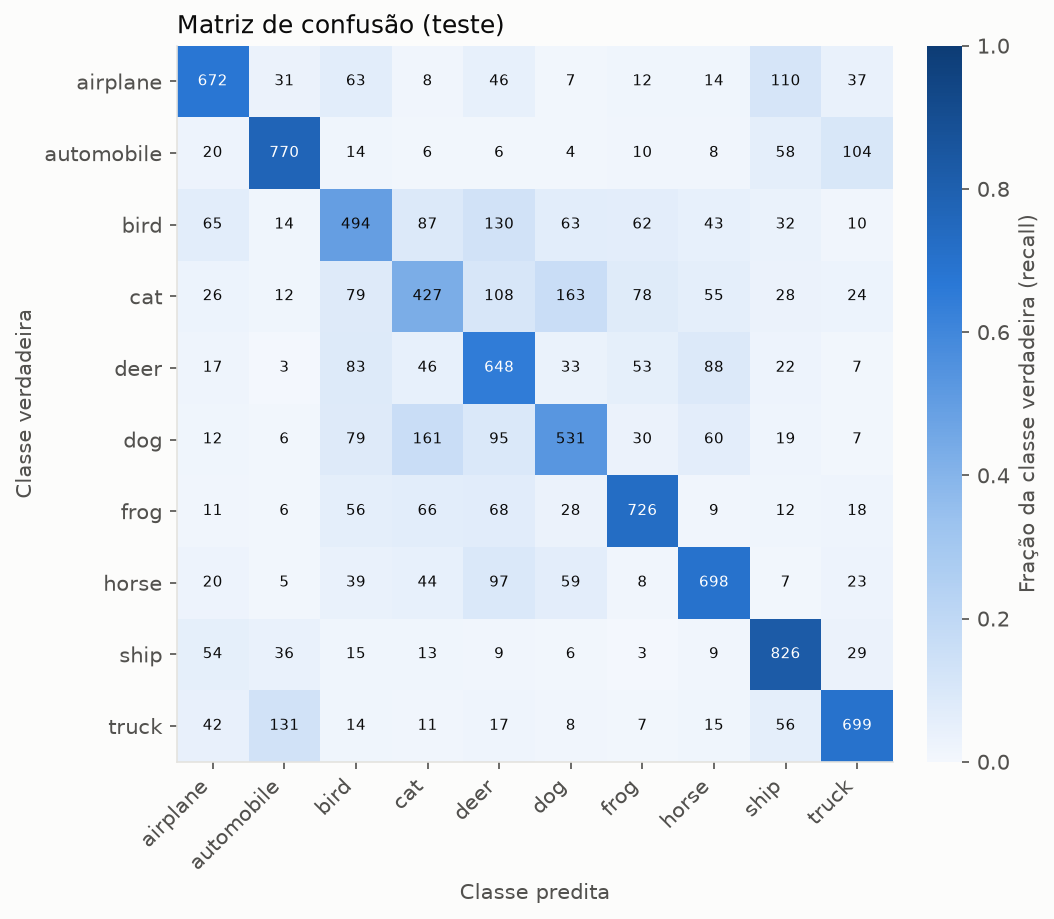 Matriz de confusão (teste)
airplane 672 31 63 8 46 7 12 14 110 37
automobile 20 770 14 6 6 4 10 8 58 104
bird 65 14 494 87 130 63 62 43 32 10
cat 26 12 79 427 108 163 78 55 28 24
deer 17 3 83 46 648 33 53 88 22 7
dog 12 6 79 161 95 531 30 60 19 7
frog 11 6 56 66 68 28 726 9 12 18
horse 20 5 39 44 97 59 8 698 7 23
ship 54 36 15 13 9 6 3 9 826 29
truck 42 131 14 11 17 8 7 15 56 699
airplane automobile bird cat deer dog frog horse ship truck
Classe predita
Classe verdadeira
1.0
0.8
0.6
0.4
0.2
0.0
Fração da classe verdadeira (recall)